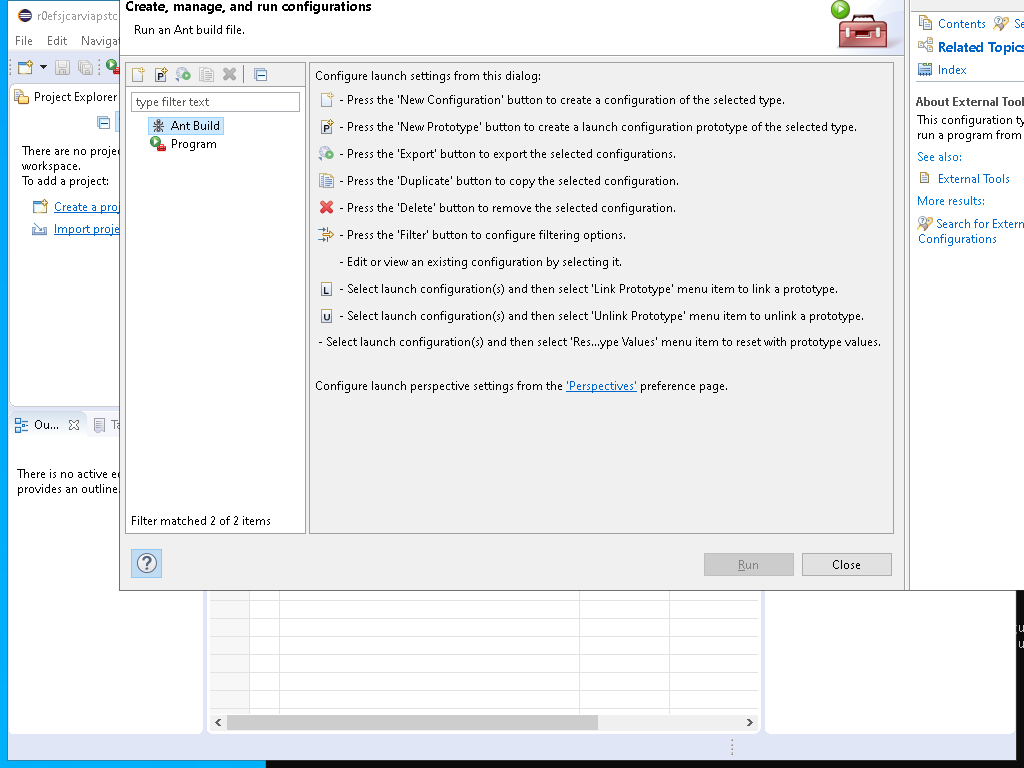 r0efsjcarviapstc
File Edit Navigat
Project Explorer
There are no projec
workspace.
To add a project:
Create a proj
Import proje
Ou...
Ta
There is no active ed
provides an outline.
Create, manage, and run configurations
Run an Ant build file.
type filter text
Ant Build
Program
Filter matched 2 of 2 items
Configure launch settings from this dialog:
- Press the 'New Configuration' button to create a configuration of the selected type.
- Press the 'New Prototype' button to create a launch configuration prototype of the selected type.
- Press the 'Export' button to export the selected configurations.
- Press the 'Duplicate' button to copy the selected configuration.
- Press the 'Delete' button to remove the selected configuration.
- Press the 'Filter' button to configure filtering options.
- Edit or view an existing configuration by selecting it.
L - Select launch configuration(s) and then select 'Link Prototype' menu item to link a prototype.
U - Select launch configuration(s) and then select 'Unlink Prototype' menu item to unlink a prototype.
- Select launch configuration(s) and then select 'Res...ype Values' menu item to reset with prototype values.
Configure launch perspective settings from the 'Perspectives' preference page.
?
Run
Close
Contents Se
Related Topics
Index
About External Tool
This configuration ty
run a program from
See also:
External Tools
More results:
Search for Extern
Configurations